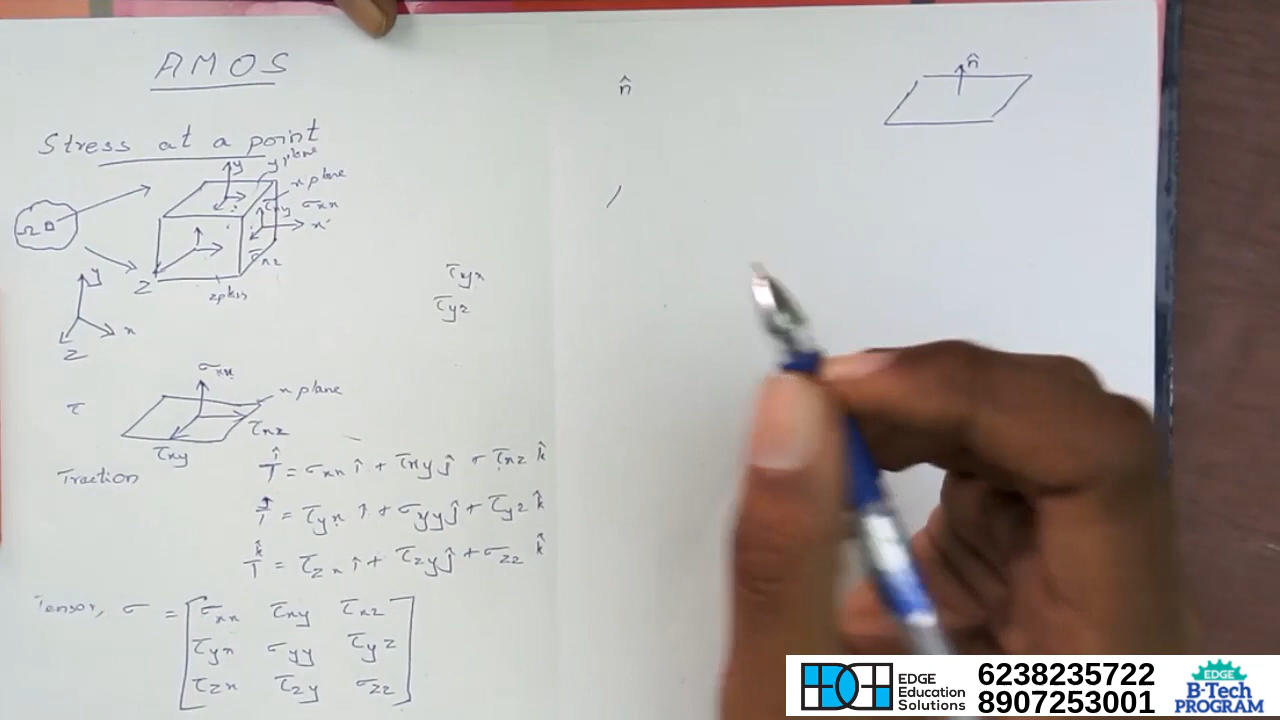 AMOS
Stress at a point
y
y plane
x plane
τxy σxx
x
τxz
Ω
Z
z plane
y
x
Z
τyx
τyz
σxx
x plane
τ
τxz
τxy
Traction
T^î = σxx î + τxy ĵ + τxz k̂
T^ĵ = τyx î + σyy ĵ + τyz k̂
T^k̂ = τzx î + τzy ĵ + σzz k̂
Tensor, σ =
σxx τxy τxz
τyx σyy τyz
τzx τzy σzz
n̂
n̂
EDGE
Education
Solutions
6238235722
8907253001
EDGE
B-Tech
PROGRAM